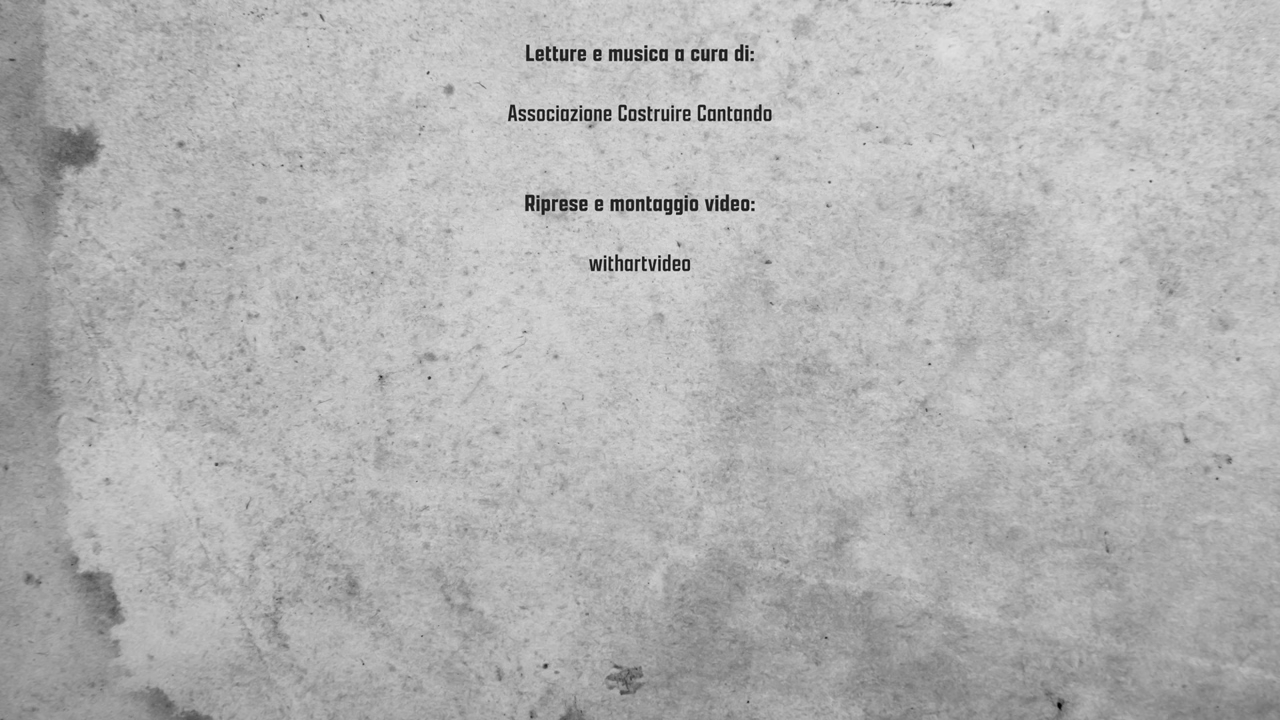 Letture e musica a cura di:
Associazione Costruire Cantando
Riprese e montaggio video:
withartvideo